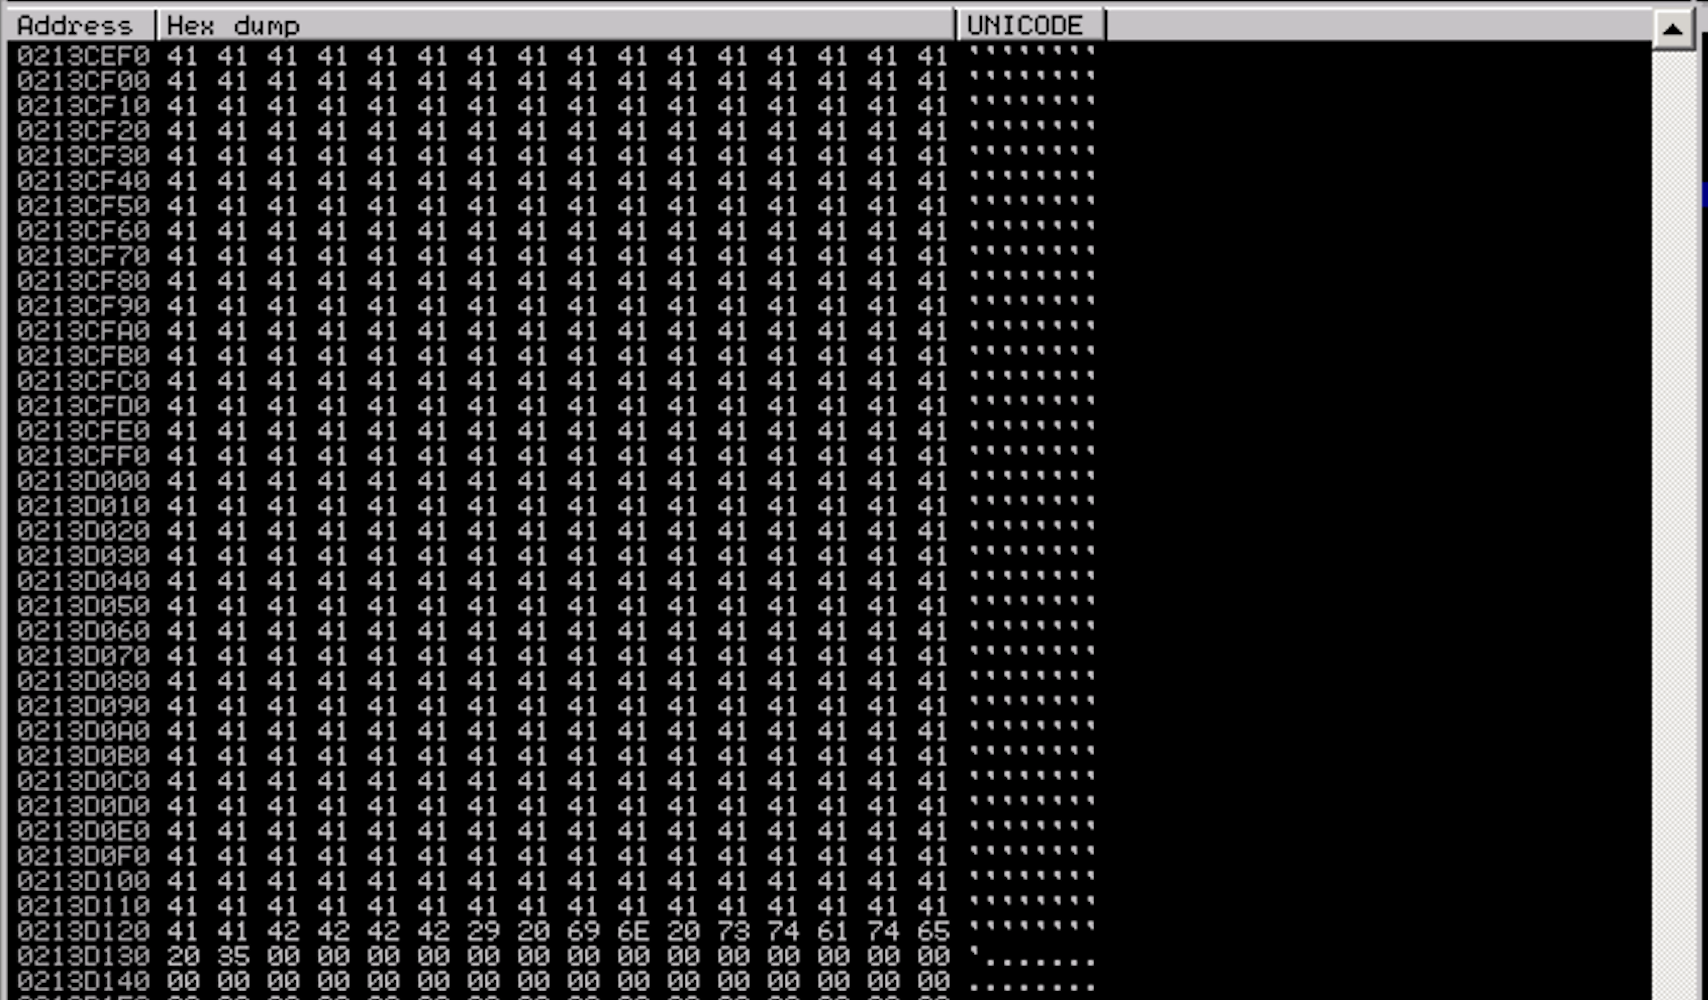 Address Hex dump UNICODE
0213CEF0 41 41 41 41 41 41 41 41 41 41 41 41 41 41 41 41 ''''''''
0213CF00 41 41 41 41 41 41 41 41 41 41 41 41 41 41 41 41 ''''''''
0213CF10 41 41 41 41 41 41 41 41 41 41 41 41 41 41 41 41 ''''''''
0213CF20 41 41 41 41 41 41 41 41 41 41 41 41 41 41 41 41 ''''''''
0213CF30 41 41 41 41 41 41 41 41 41 41 41 41 41 41 41 41 ''''''''
0213CF40 41 41 41 41 41 41 41 41 41 41 41 41 41 41 41 41 ''''''''
0213CF50 41 41 41 41 41 41 41 41 41 41 41 41 41 41 41 41 ''''''''
0213CF60 41 41 41 41 41 41 41 41 41 41 41 41 41 41 41 41 ''''''''
0213CF70 41 41 41 41 41 41 41 41 41 41 41 41 41 41 41 41 ''''''''
0213CF80 41 41 41 41 41 41 41 41 41 41 41 41 41 41 41 41 ''''''''
0213CF90 41 41 41 41 41 41 41 41 41 41 41 41 41 41 41 41 ''''''''
0213CFA0 41 41 41 41 41 41 41 41 41 41 41 41 41 41 41 41 ''''''''
0213CFB0 41 41 41 41 41 41 41 41 41 41 41 41 41 41 41 41 ''''''''
0213CFC0 41 41 41 41 41 41 41 41 41 41 41 41 41 41 41 41 ''''''''
0213CFD0 41 41 41 41 41 41 41 41 41 41 41 41 41 41 41 41 ''''''''
0213CFE0 41 41 41 41 41 41 41 41 41 41 41 41 41 41 41 41 ''''''''
0213CFF0 41 41 41 41 41 41 41 41 41 41 41 41 41 41 41 41 ''''''''
0213D000 41 41 41 41 41 41 41 41 41 41 41 41 41 41 41 41 ''''''''
0213D010 41 41 41 41 41 41 41 41 41 41 41 41 41 41 41 41 ''''''''
0213D020 41 41 41 41 41 41 41 41 41 41 41 41 41 41 41 41 ''''''''
0213D030 41 41 41 41 41 41 41 41 41 41 41 41 41 41 41 41 ''''''''
0213D040 41 41 41 41 41 41 41 41 41 41 41 41 41 41 41 41 ''''''''
0213D050 41 41 41 41 41 41 41 41 41 41 41 41 41 41 41 41 ''''''''
0213D060 41 41 41 41 41 41 41 41 41 41 41 41 41 41 41 41 ''''''''
0213D070 41 41 41 41 41 41 41 41 41 41 41 41 41 41 41 41 ''''''''
0213D080 41 41 41 41 41 41 41 41 41 41 41 41 41 41 41 41 ''''''''
0213D090 41 41 41 41 41 41 41 41 41 41 41 41 41 41 41 41 ''''''''
0213D0A0 41 41 41 41 41 41 41 41 41 41 41 41 41 41 41 41 ''''''''
0213D0B0 41 41 41 41 41 41 41 41 41 41 41 41 41 41 41 41 ''''''''
0213D0C0 41 41 41 41 41 41 41 41 41 41 41 41 41 41 41 41 ''''''''
0213D0D0 41 41 41 41 41 41 41 41 41 41 41 41 41 41 41 41 ''''''''
0213D0E0 41 41 41 41 41 41 41 41 41 41 41 41 41 41 41 41 ''''''''
0213D0F0 41 41 41 41 41 41 41 41 41 41 41 41 41 41 41 41 ''''''''
0213D100 41 41 41 41 41 41 41 41 41 41 41 41 41 41 41 41 ''''''''
0213D110 41 41 41 41 41 41 41 41 41 41 41 41 41 41 41 41 ''''''''
0213D120 41 41 42 42 42 42 29 20 69 6E 20 73 74 61 74 65 ''''''''
0213D130 20 35 00 00 00 00 00 00 00 00 00 00 00 00 00 00 '.......
0213D140 00 00 00 00 00 00 00 00 00 00 00 00 00 00 00 00 ........